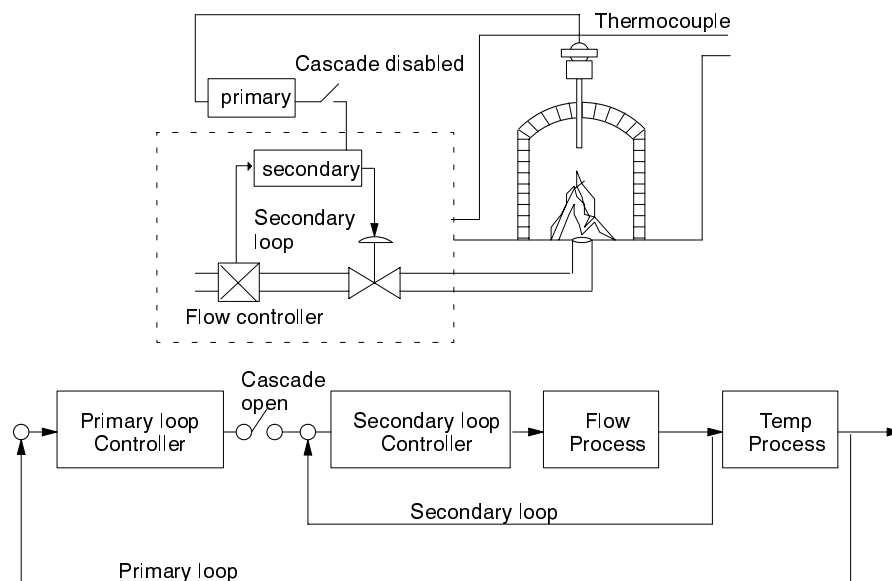 Thermocouple
Cascade disabled
primary
secondary
Secondary
loop
Flow controller
Cascade
open
Primary loop
Controller
Secondary loop
Controller
Flow
Process
Temp
Process
Secondary loop
Primary loop